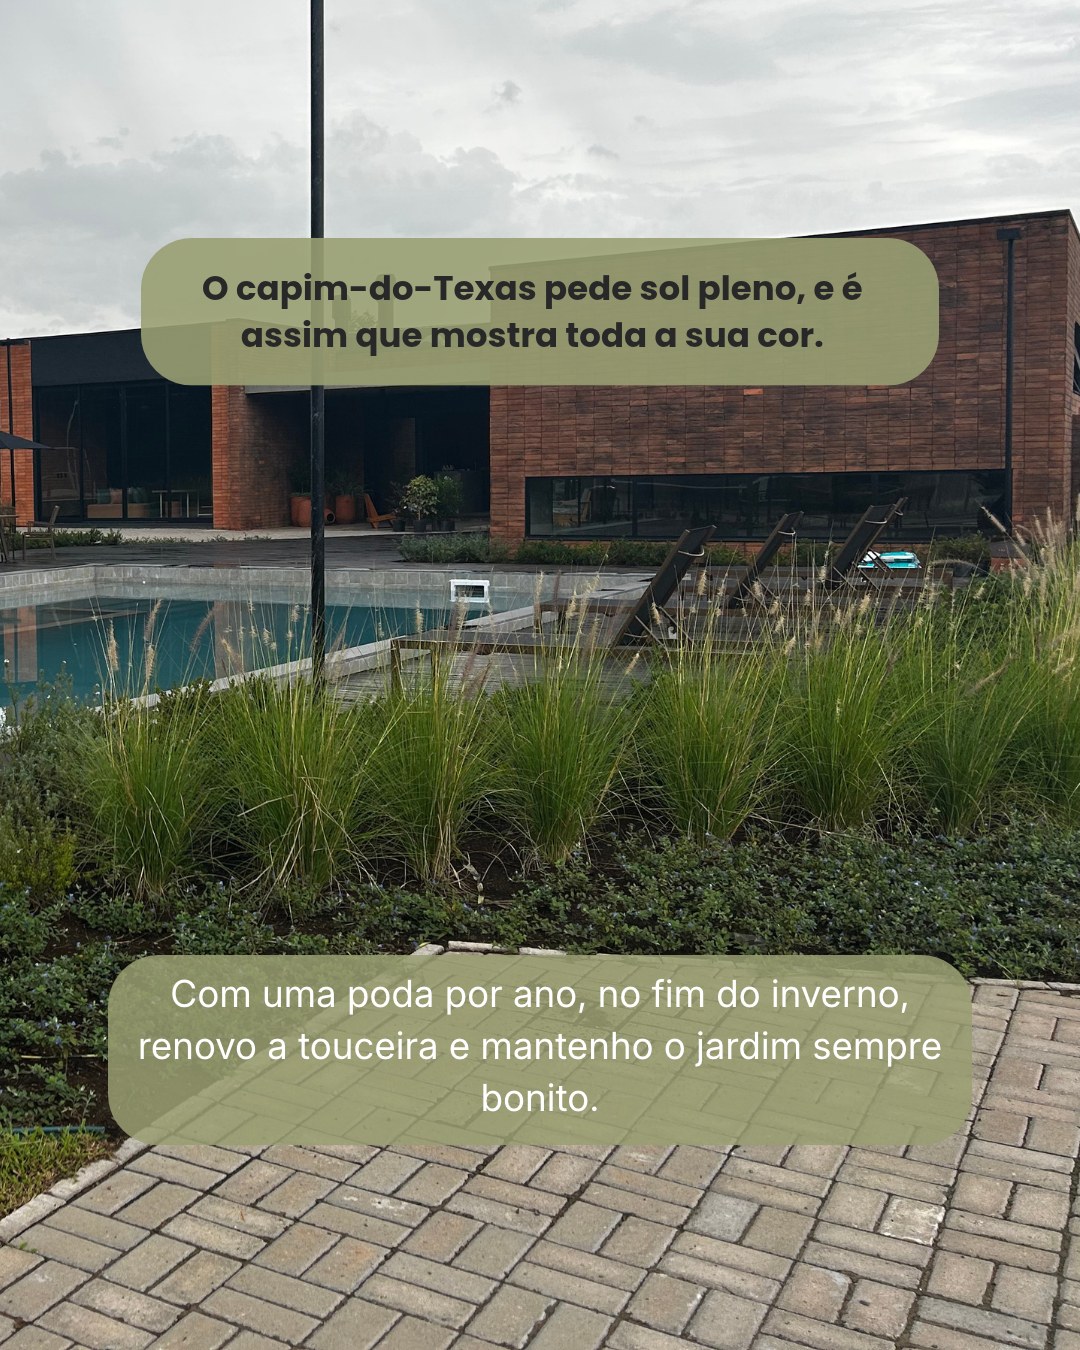 O capim-do-Texas pede sol pleno, e é
assim que mostra toda a sua cor.
Com uma poda por ano, no fim do inverno,
renovo a touceira e mantenho o jardim sempre
bonito.